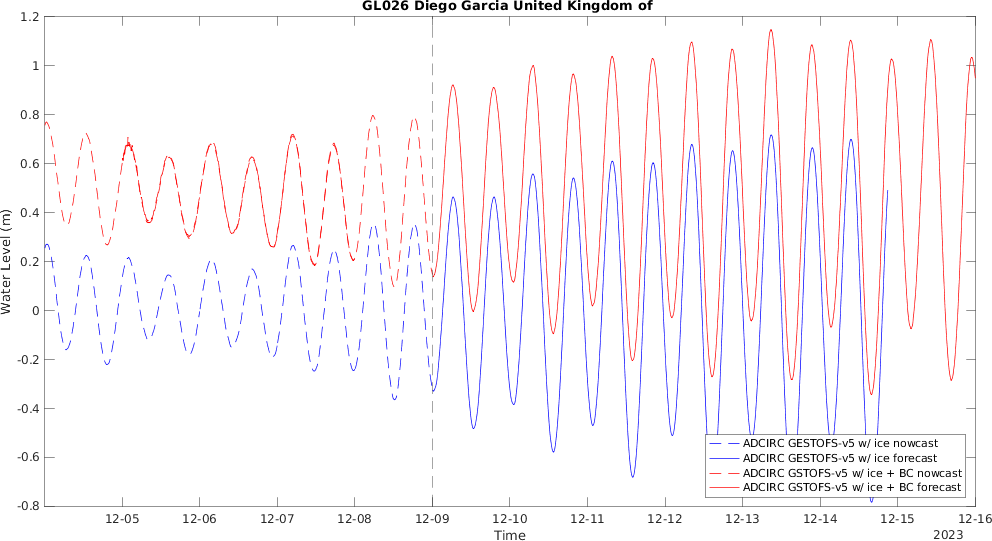 GL026 Diego Garcia United Kingdom of
1.2
1
0.8
0.6
0.4
0.2
0
-0.2
-0.4
-0.6
-0.8
Water Level (m)
ADCIRC GESTOFS-v5 w/ ice nowcast
ADCIRC GESTOFS-v5 w/ ice forecast
ADCIRC GSTOFS-v5 w/ ice + BC nowcast
ADCIRC GSTOFS-v5 w/ ice + BC forecast
12-05 12-06 12-07 12-08 12-09 12-10 12-11 12-12 12-13 12-14 12-15 12-16
Time
2023